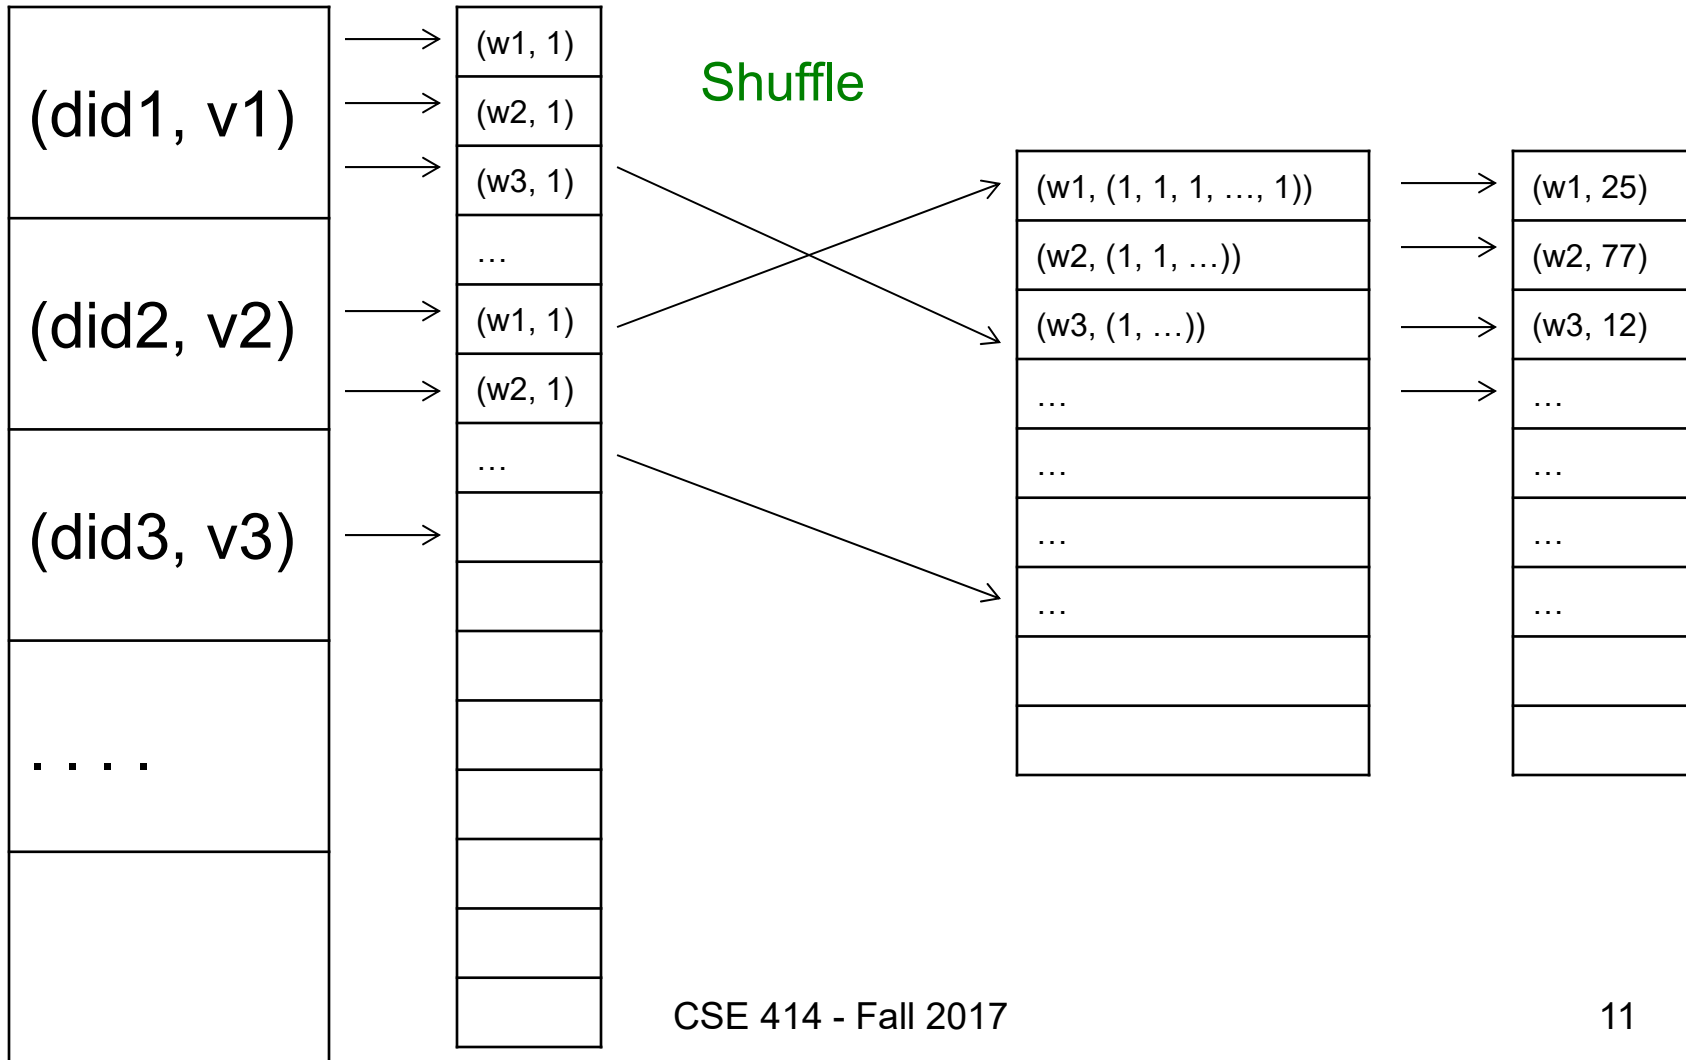 (did1, v1)
(did2, v2)
(did3, v3)
. . . .
(w1, 1)
(w2, 1)
(w3, 1)
…
(w1, 1)
(w2, 1)
…
Shuffle
(w1, (1, 1, 1, …, 1))
(w2, (1, 1, …))
(w3, (1, …))
…
…
…
…
(w1, 25)
(w2, 77)
(w3, 12)
…
…
…
…
CSE 414 - Fall 2017
11